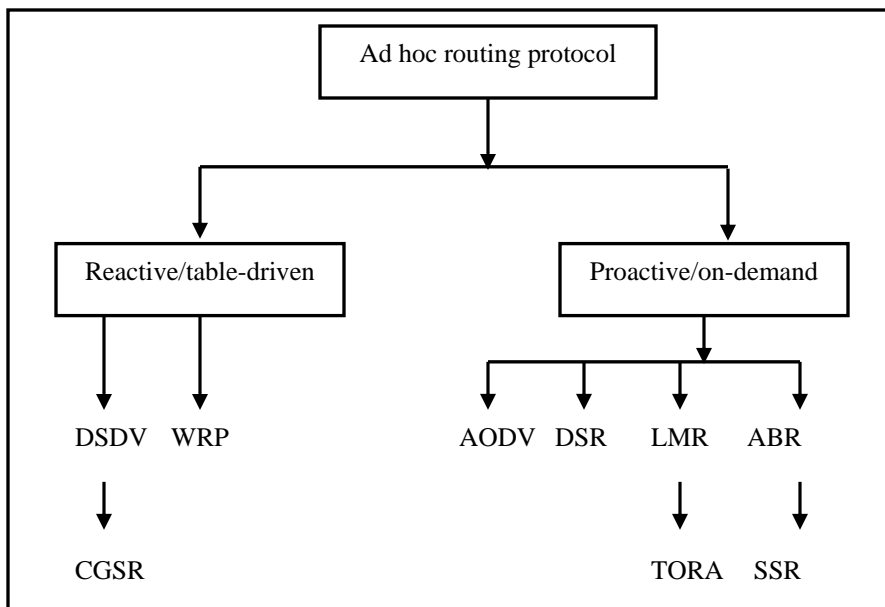 Ad hoc routing protocol
Reactive/table-driven
Proactive/on-demand
DSDV WRP
AODV DSR LMR ABR
CGSR
TORA SSR